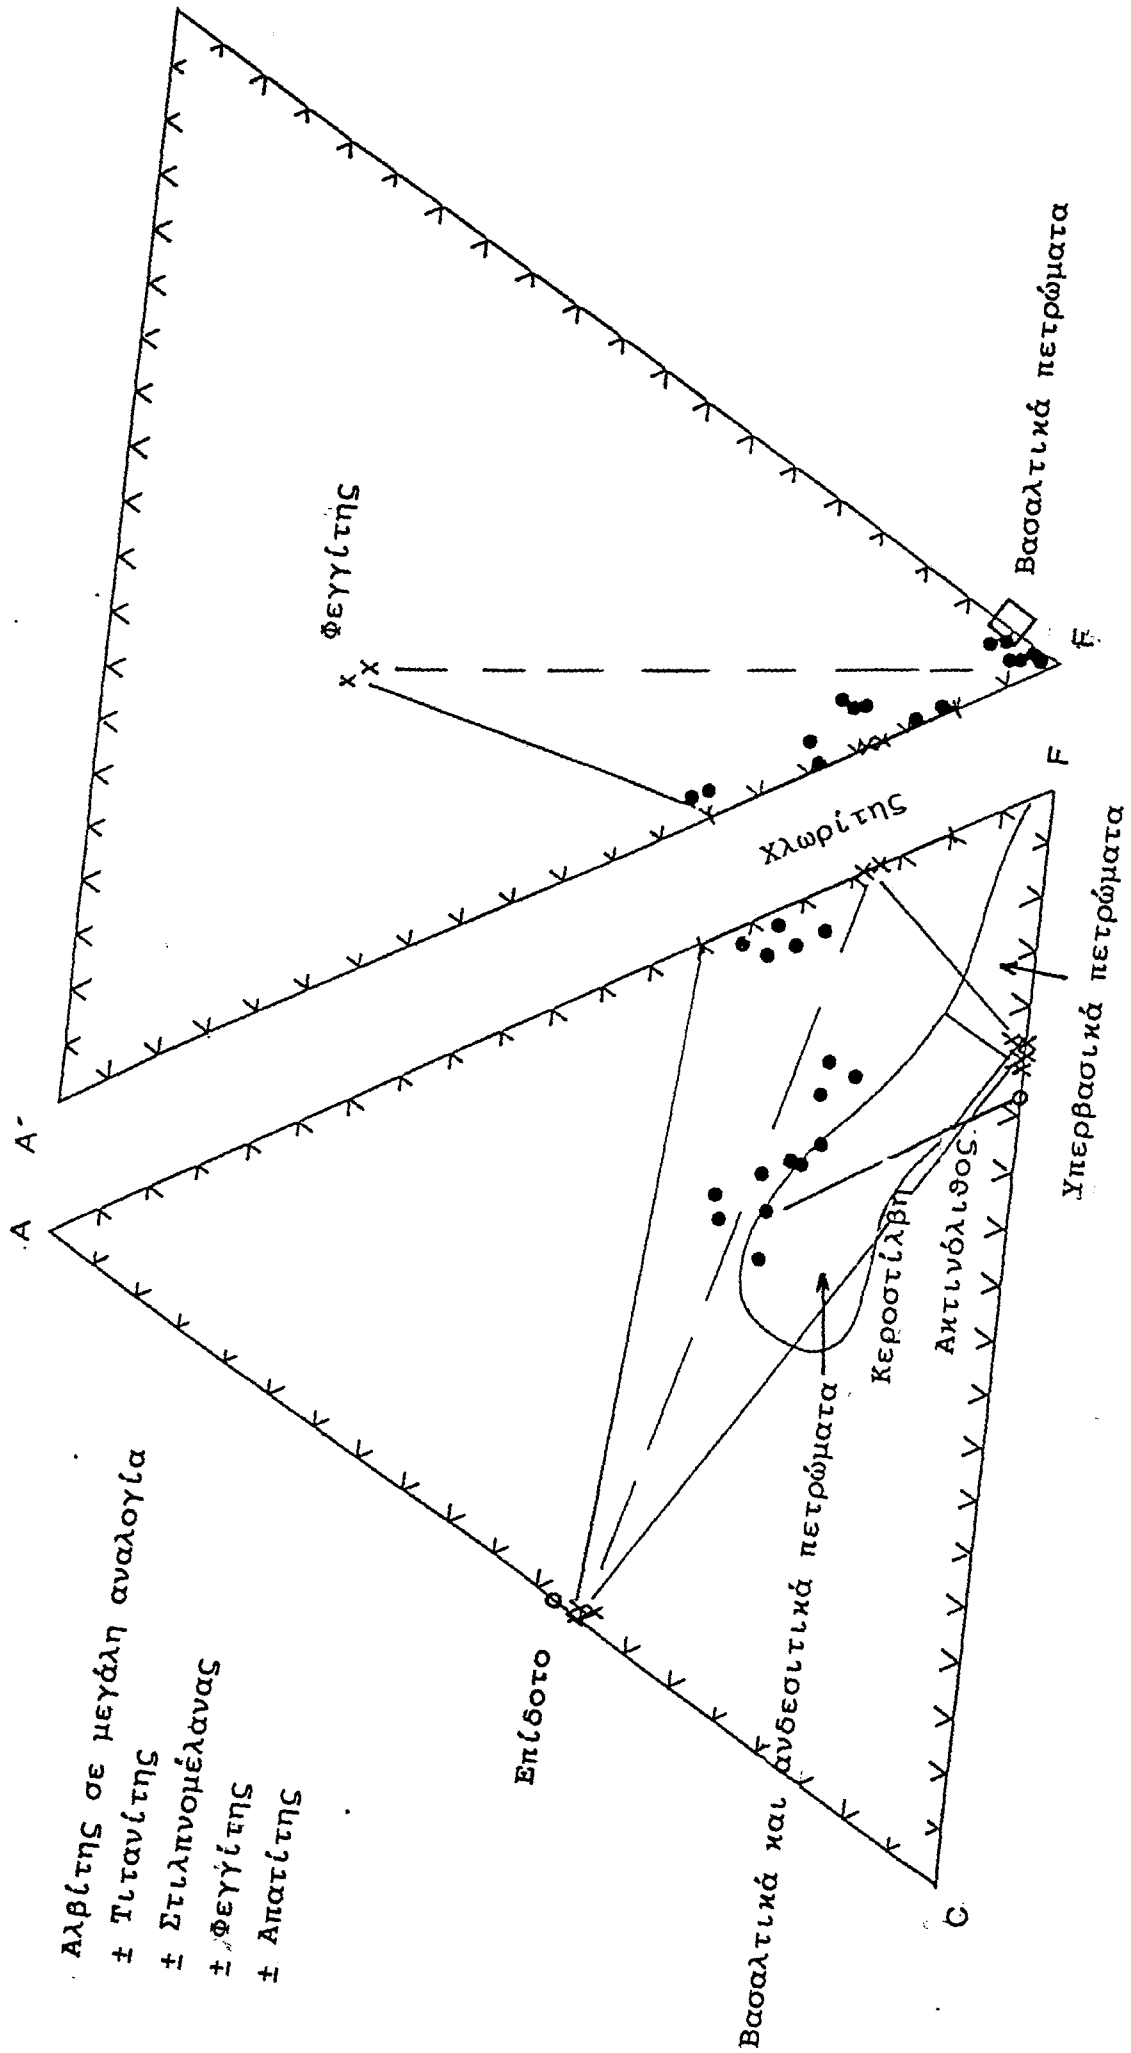 Αλβίτης σε μεγάλη αναλογία
± Τιτανίτης
± Στιλπνομέλανας
± Φεγγίτης
± Απατίτης
A
A'
Φεγγίτης
Επίδοτο
Χλωρίτης
Βασαλτικά και ανδεσιτικά πετρώματα
Κεροστίλβη
Ακτινόλιθος
C
F
F
Υπερβασικά πετρώματα
Βασαλτικά πετρώματα